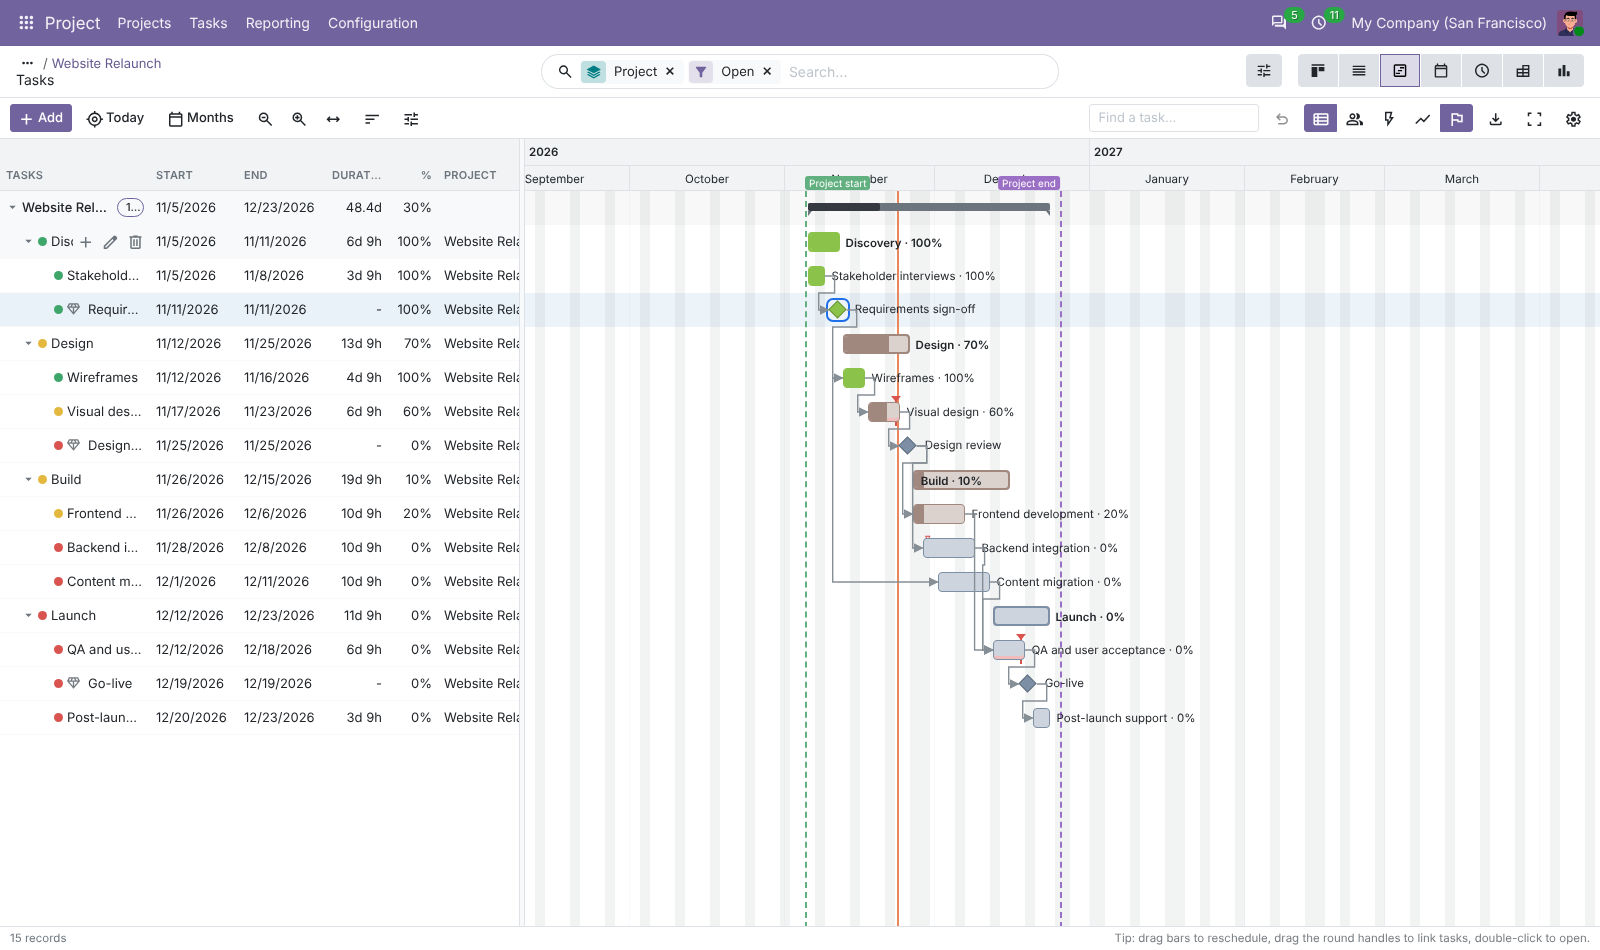 Project Projects Tasks Reporting Configuration 5 11 My Company (San Francisco)
... / Website Relaunch
Tasks
Project × Open × Search...
+ Add Today Months Find a task...
2026 2027
TASKS START END DURAT... % PROJECT
September October November December January February March
Project start Project end
Website Rel... 1... 11/5/2026 12/23/2026 48.4d 30%
Disc 11/5/2026 11/11/2026 6d 9h 100% Website Rela Discovery · 100%
Stakehold... 11/5/2026 11/8/2026 3d 9h 100% Website Rela Stakeholder interviews · 100%
Requir... 11/11/2026 11/11/2026 - 100% Website Rela Requirements sign-off
Design 11/12/2026 11/25/2026 13d 9h 70% Website Rela Design · 70%
Wireframes 11/12/2026 11/16/2026 4d 9h 100% Website Rela Wireframes · 100%
Visual des... 11/17/2026 11/23/2026 6d 9h 60% Website Rela Visual design · 60%
Design... 11/25/2026 11/25/2026 - 0% Website Rela Design review
Build 11/26/2026 12/15/2026 19d 9h 10% Website Rela Build · 10%
Frontend ... 11/26/2026 12/6/2026 10d 9h 20% Website Rela Frontend development · 20%
Backend i... 11/28/2026 12/8/2026 10d 9h 0% Website Rela Backend integration · 0%
Content m... 12/1/2026 12/11/2026 10d 9h 0% Website Rela Content migration · 0%
Launch 12/12/2026 12/23/2026 11d 9h 0% Website Rela Launch · 0%
QA and us... 12/12/2026 12/18/2026 6d 9h 0% Website Rela QA and user acceptance · 0%
Go-live 12/19/2026 12/19/2026 - 0% Website Rela Go-live
Post-laun... 12/20/2026 12/23/2026 3d 9h 0% Website Rela Post-launch support · 0%
15 records Tip: drag bars to reschedule, drag the round handles to link tasks, double-click to open.